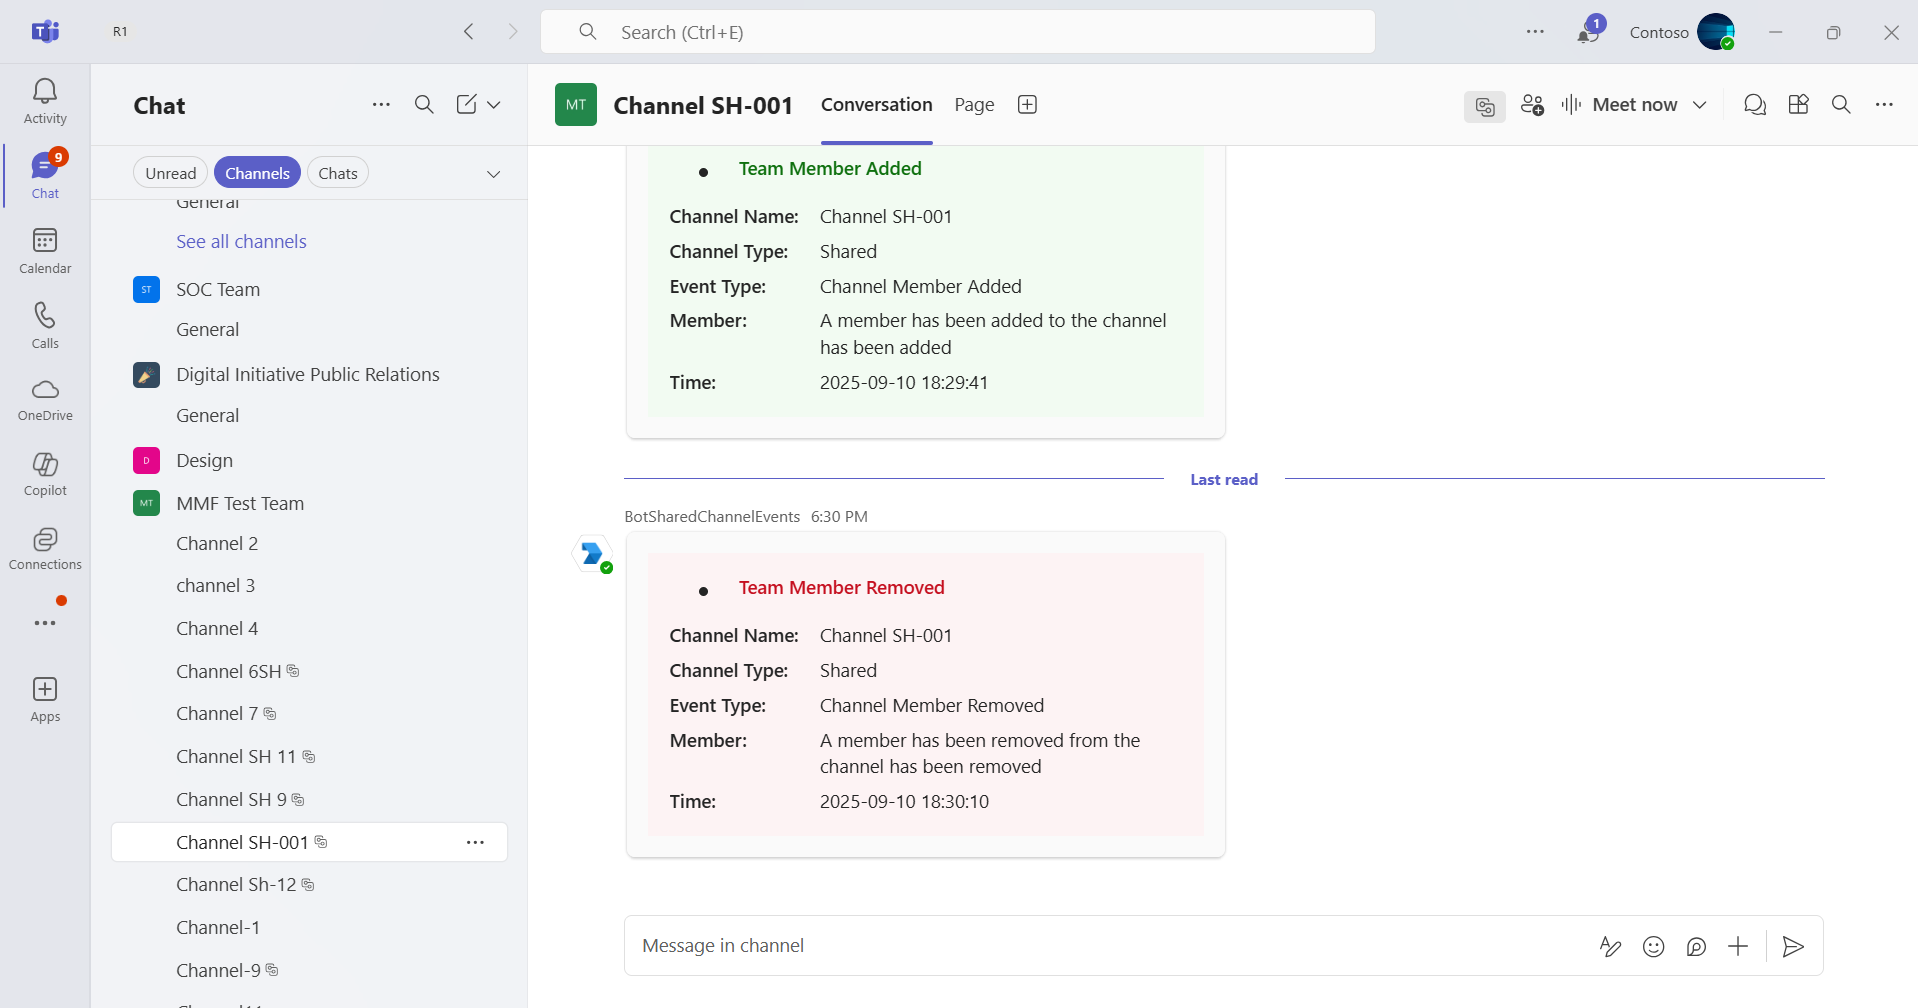 R1
Search (Ctrl+E)
1
Contoso
Activity
9
Chat
Calendar
Calls
OneDrive
Copilot
Connections
Apps
Chat
Unread
Channels
Chats
General
See all channels
ST
SOC Team
General
Digital Initiative Public Relations
General
D
Design
MT
MMF Test Team
Channel 2
channel 3
Channel 4
Channel 6SH
Channel 7
Channel SH 11
Channel SH 9
Channel SH-001
Channel Sh-12
Channel-1
Channel-9
MT
Channel SH-001
Conversation
Page
Meet now
Team Member Added
Channel Name: Channel SH-001
Channel Type: Shared
Event Type: Channel Member Added
Member: A member has been added to the channel
has been added
Time: 2025-09-10 18:29:41
Last read
BotSharedChannelEvents 6:30 PM
Team Member Removed
Channel Name: Channel SH-001
Channel Type: Shared
Event Type: Channel Member Removed
Member: A member has been removed from the
channel has been removed
Time: 2025-09-10 18:30:10
Message in channel